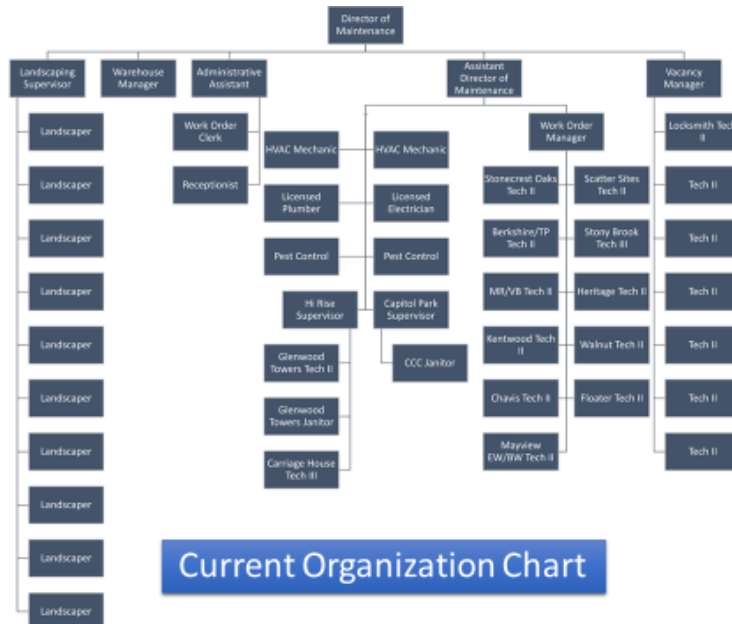 Director of
Maintenance
Landscaping
Supervisor
Warehouse
Manager
Administrative
Assistant
Assistant
Director of
Maintenance
Vacancy
Manager
Landscaper
Landscaper
Landscaper
Landscaper
Landscaper
Landscaper
Landscaper
Landscaper
Landscaper
Landscaper
Work Order
Clerk
Receptionist
HVAC Mechanic
HVAC Mechanic
Licensed
Plumber
Licensed
Electrician
Pest Control
Pest Control
Hi Rise
Supervisor
Capitol Park
Supervisor
Glenwood
Towers Tech II
Glenwood
Towers Janitor
Carriage House
Tech III
CCC Janitor
Work Order
Manager
Stonecrest Oaks
Tech II
Scatter Sites
Tech II
Berkshire/TP
Tech II
Stony Brook
Tech III
MR/VB Tech II
Heritage Tech II
Kentwood Tech
II
Walnut Tech II
Chavis Tech II
Floater Tech II
Mayview
EW/BW Tech II
Locksmith Tech
II
Tech II
Tech II
Tech II
Tech II
Tech II
Tech II
Current Organization Chart